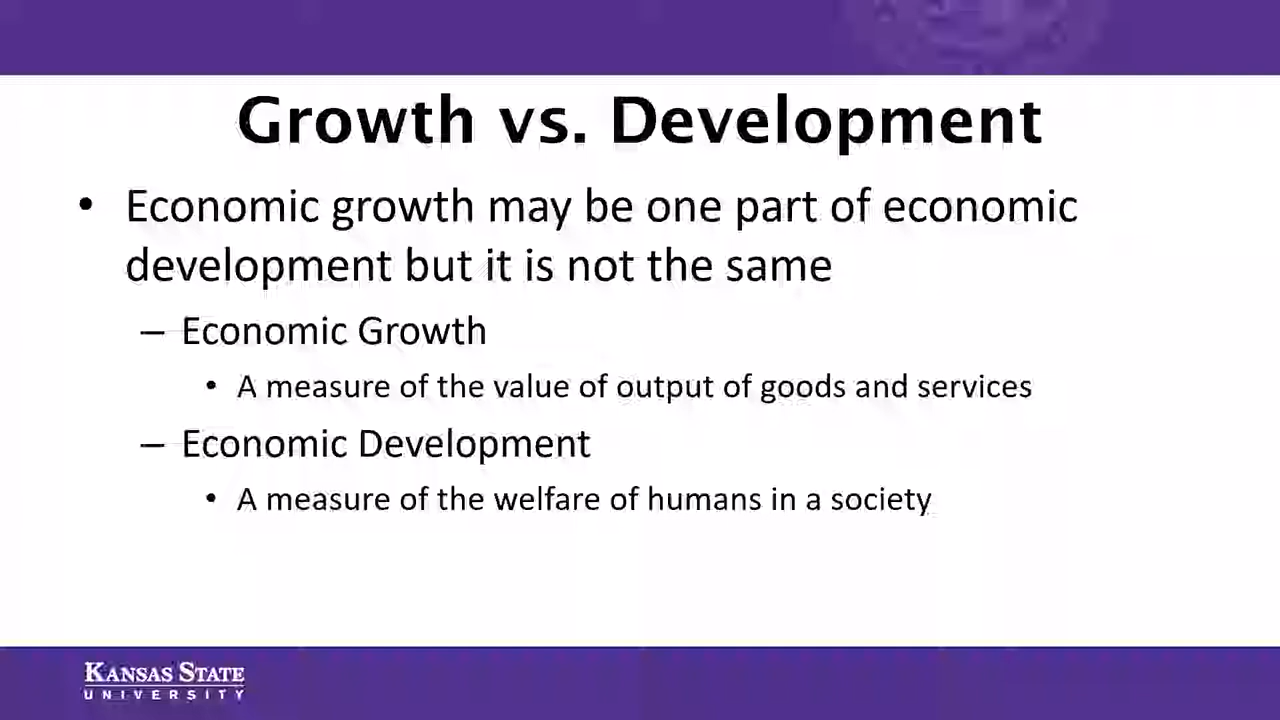 Growth vs. Development
• Economic growth may be one part of economic
development but it is not the same
– Economic Growth
• A measure of the value of output of goods and services
– Economic Development
• A measure of the welfare of humans in a society
KANSAS STATE
UNIVERSITY